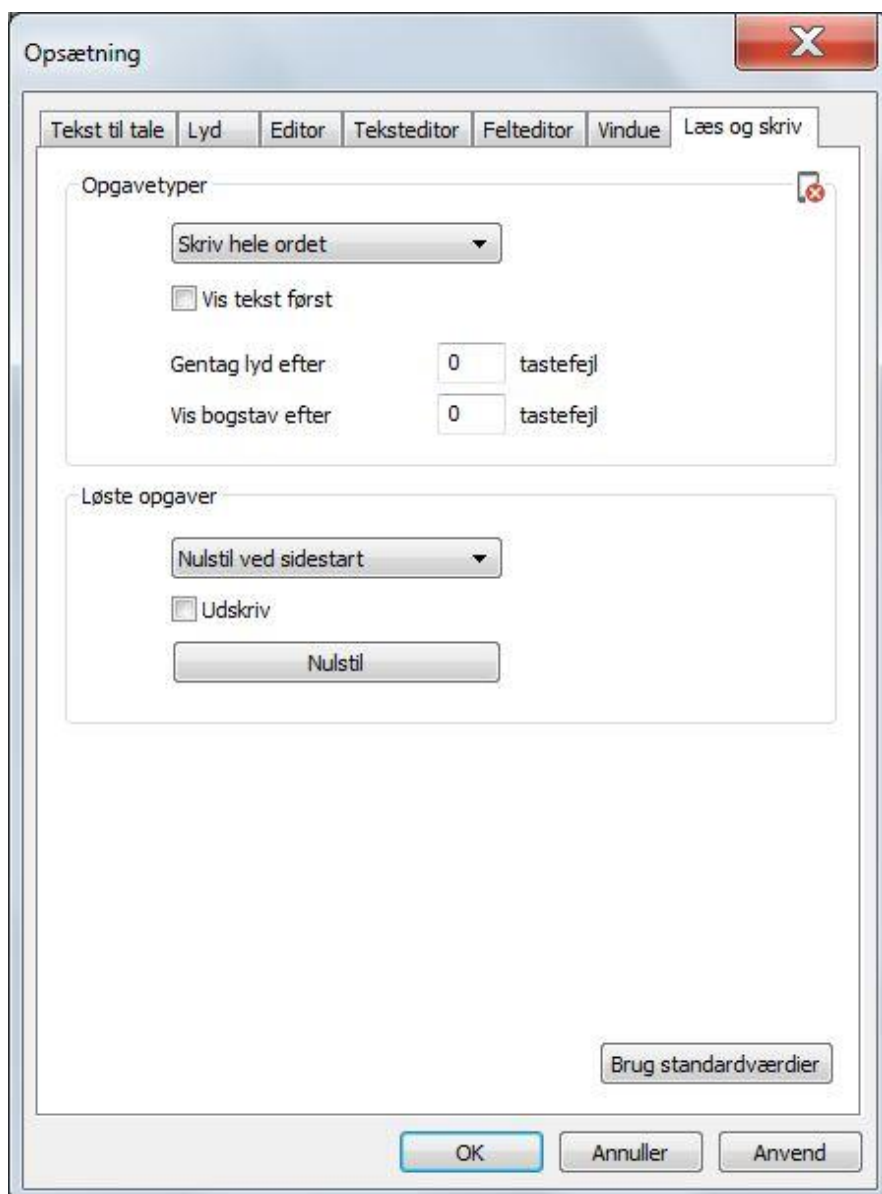 Opsætning
Tekst til tale Lyd Editor Teksteditor Felteditor Vindue Læs og skriv
Opgavetyper
Skriv hele ordet
Vis tekst først
Gentag lyd efter 0 tastefejl
Vis bogstav efter 0 tastefejl
Løste opgaver
Nulstil ved sidestart
Udskriv
Nulstil
Brug standardværdier
OK Annuller Anvend